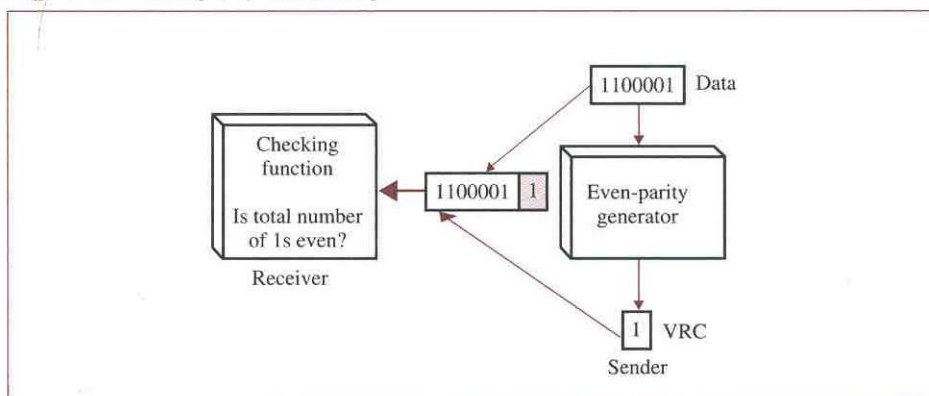 1100001 Data
Checking
function
Is total number
of 1s even?
Receiver
1100001 1
Even-parity
generator
1 VRC
Sender